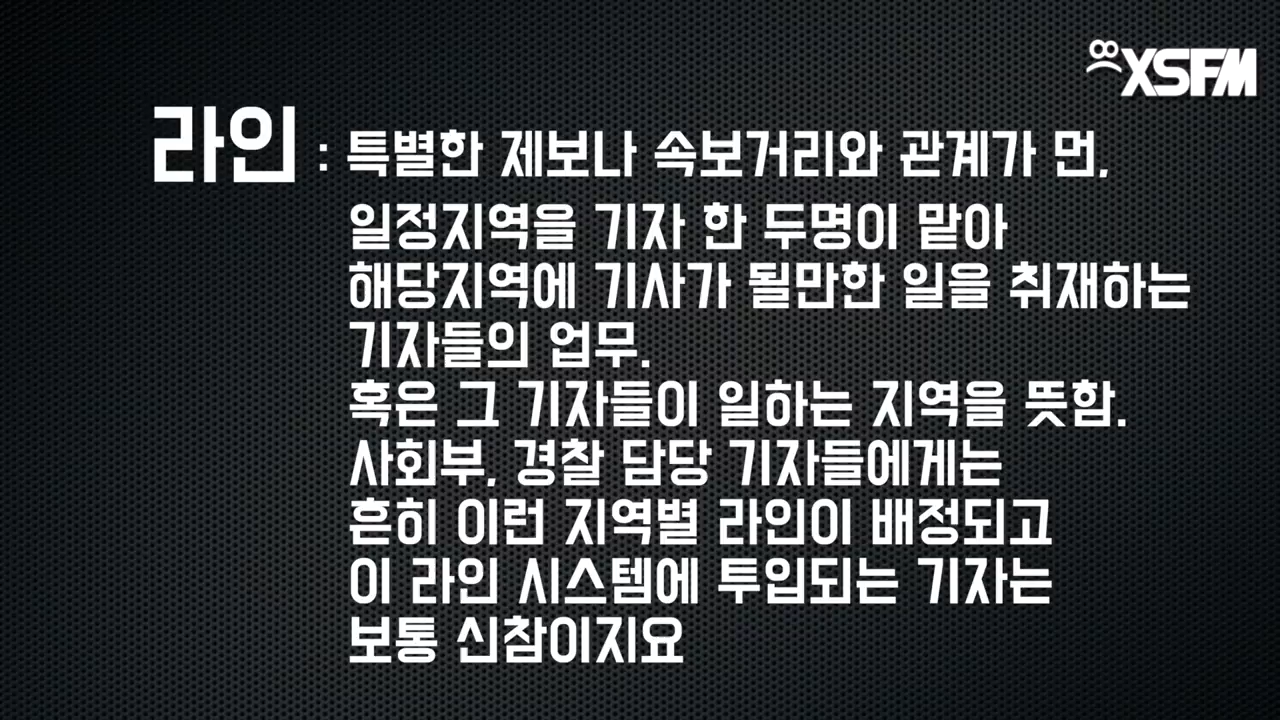 XSFM
라인 : 특별한 제보나 속보거리와 관계가 먼,
일정지역을 기자 한 두명이 맡아
해당지역에 기사가 될만한 일을 취재하는
기자들의 업무.
혹은 그 기자들이 일하는 지역을 뜻함.
사회부, 경찰 담당 기자들에게는
흔히 이런 지역별 라인이 배정되고
이 라인 시스템에 투입되는 기자는
보통 신참이지요